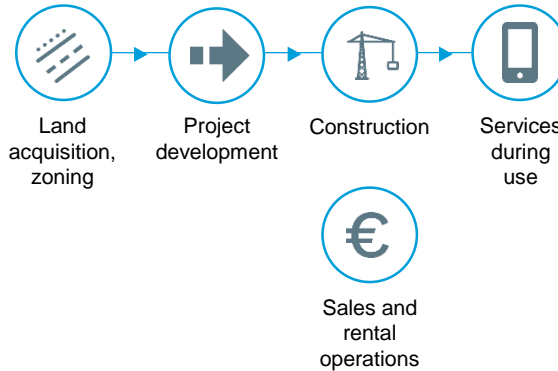 Land
acquisition,
zoning
Project
development
Construction
Services
during
use
€
Sales and
rental
operations